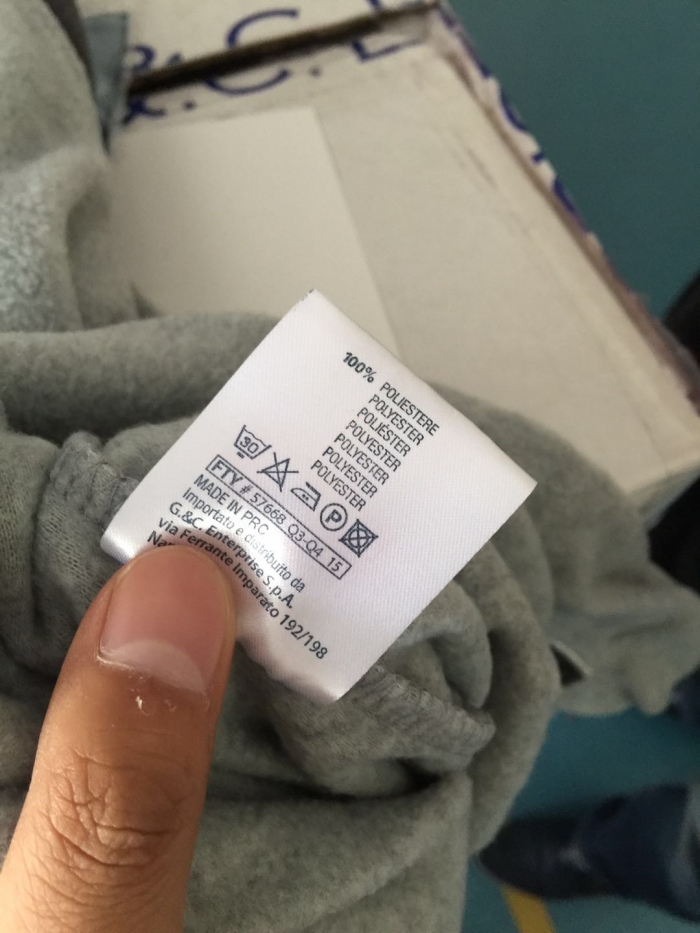 &.C.E
100% POLIESTERE
POLYESTER
POLIÉSTER
POLYESTER
POLYESTER
POLYESTER
POLYESTER
30
P
FTY # 57668 Q3-Q4 15
MADE IN PRC
Importato e distribuito da
G.&C. Enterprise S.p.A.
via Ferrante Imparato 192/198